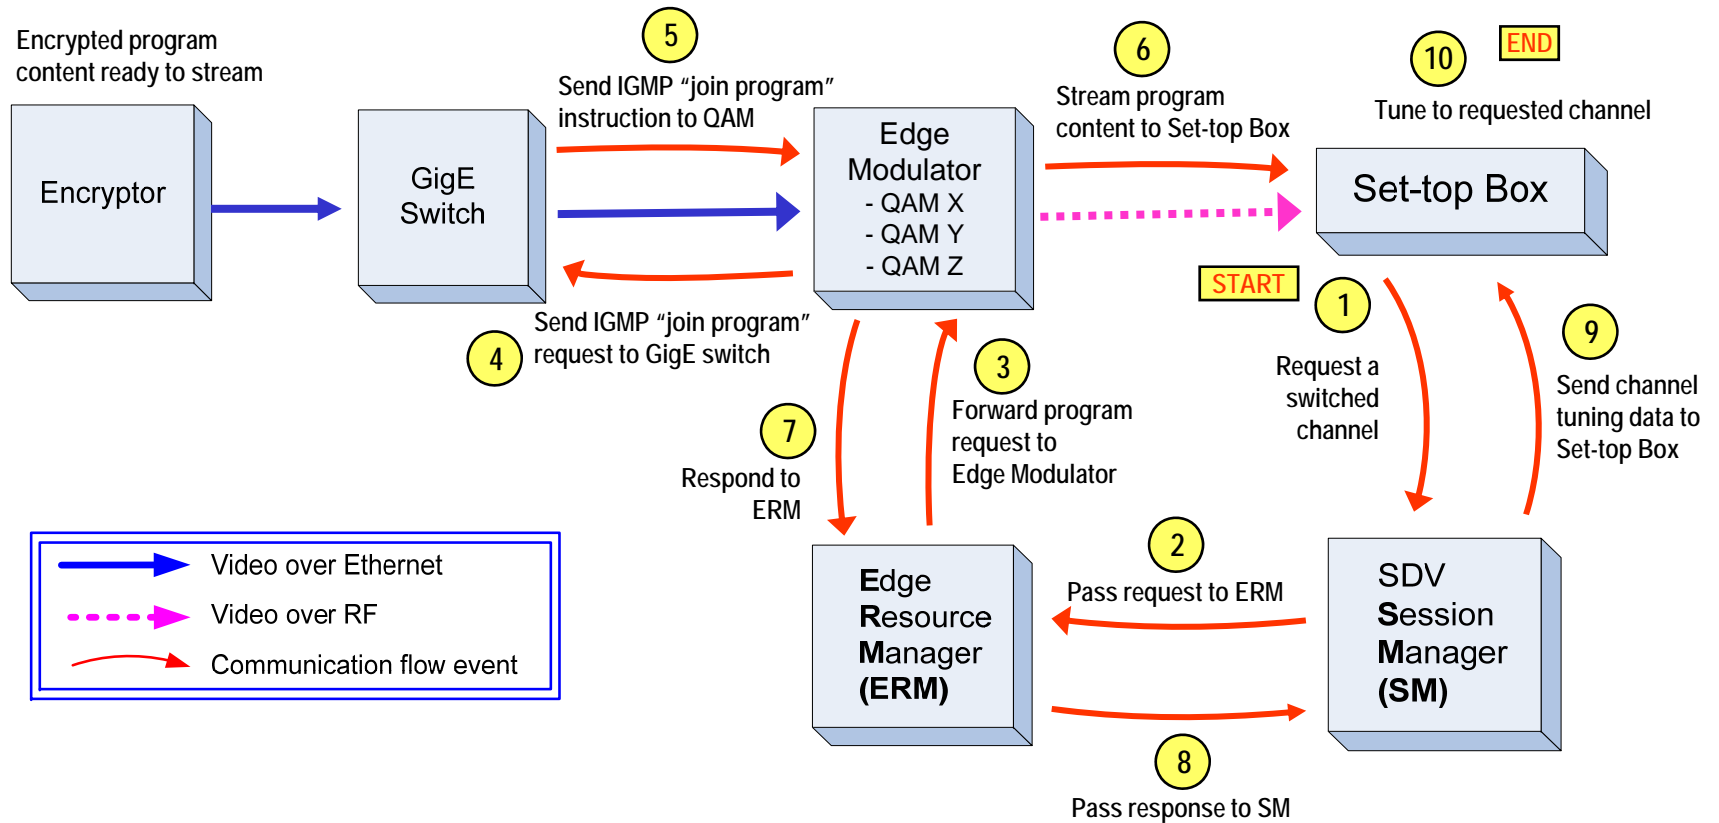 Encrypted program
content ready to stream
Encryptor
GigE
Switch
5
Send IGMP “join program”
instruction to QAM
4
Send IGMP “join program”
request to GigE switch
Edge
Modulator
- QAM X
- QAM Y
- QAM Z
6
Stream program
content to Set-top Box
10
END
Tune to requested channel
Set-top Box
START
1
Request a
switched
channel
9
Send channel
tuning data to
Set-top Box
3
Forward program
request to
Edge Modulator
7
Respond to
ERM
2
Pass request to ERM
Edge
Resource
Manager
(ERM)
SDV
Session
Manager
(SM)
8
Pass response to SM
Video over Ethernet
Video over RF
Communication flow event